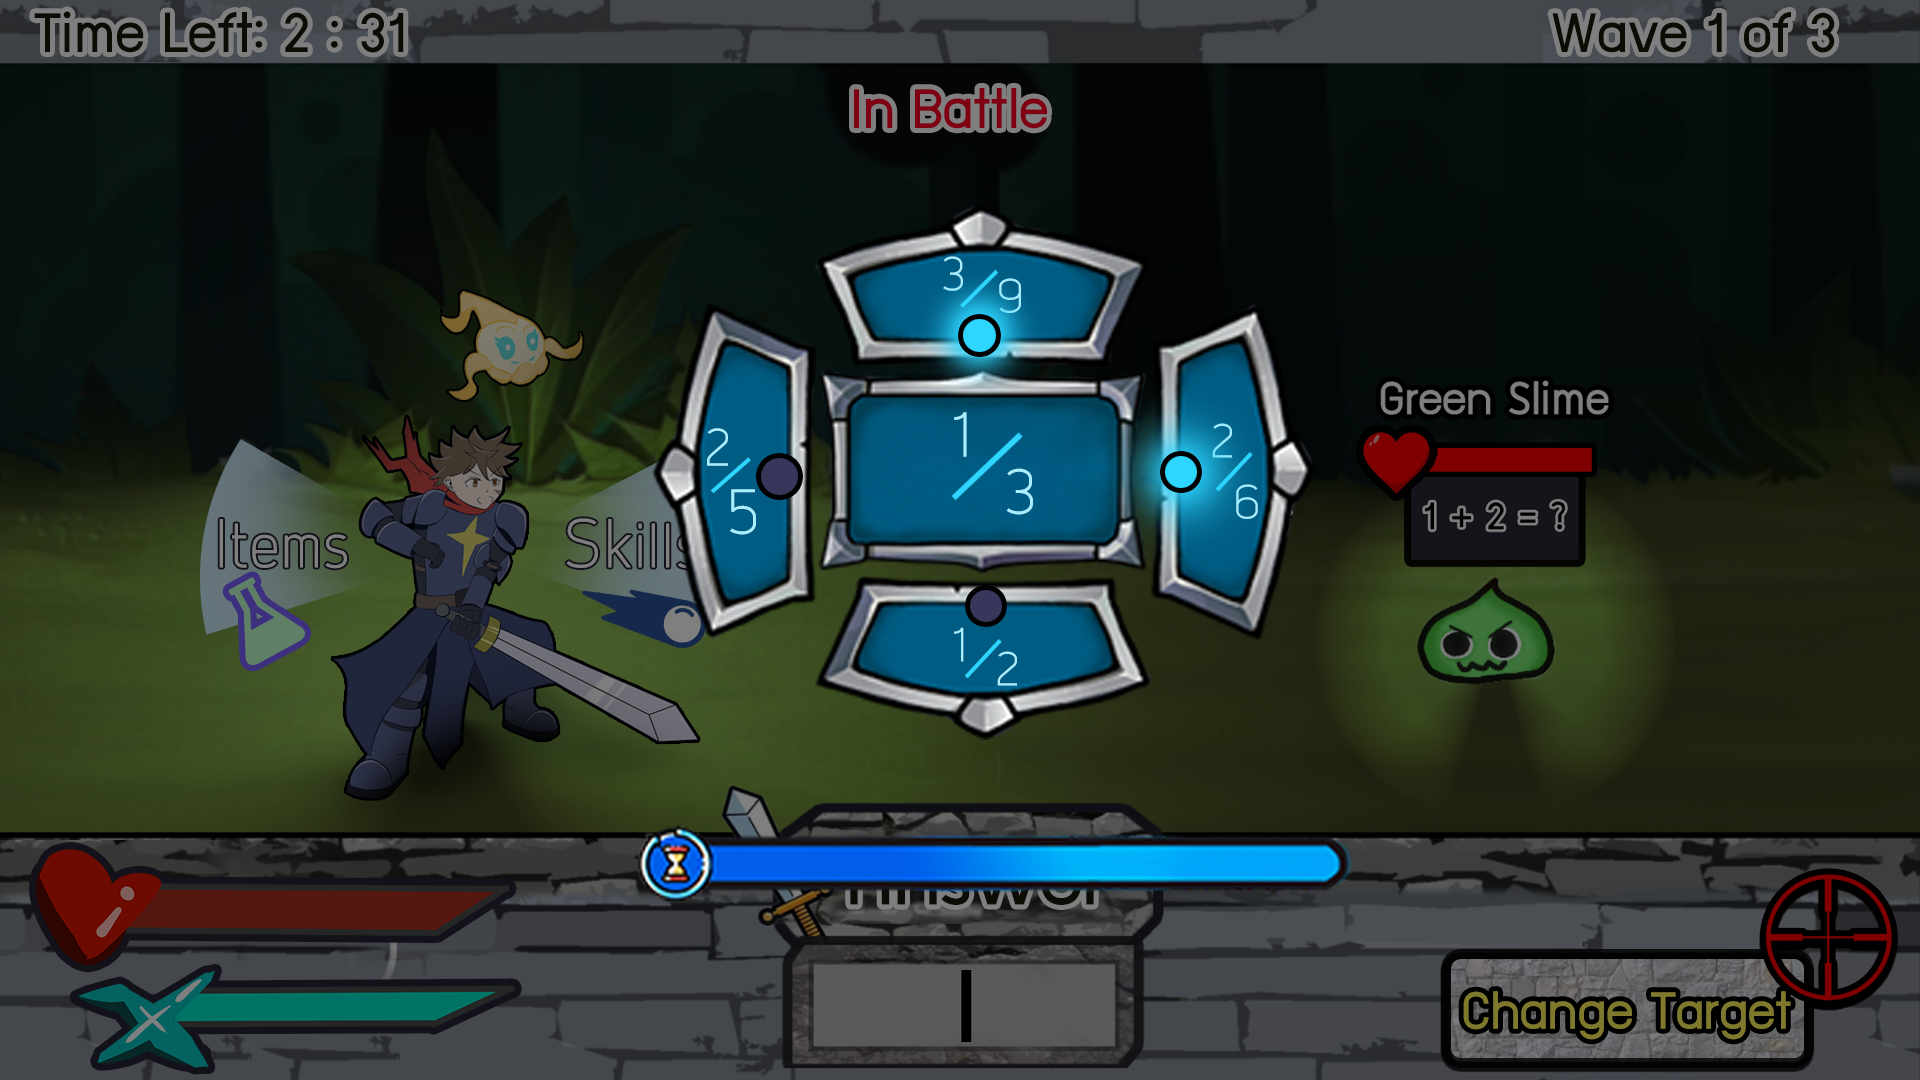 Time Left: 2 : 31
Wave 1 of 3
In Battle
3/9
2/5
1/3
2/6
1/2
Green Slime
1 + 2 = ?
Items
Skills
Answer
Change Target